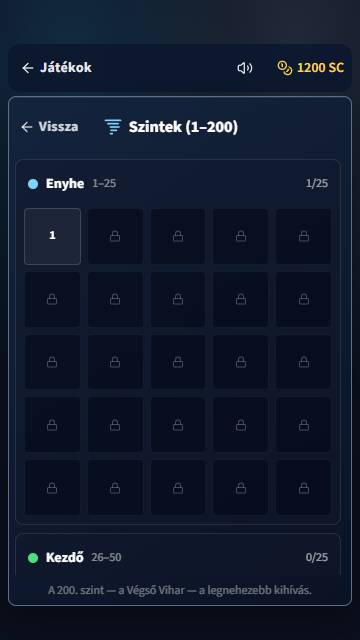 Játékok 1200 SC
Vissza Szintek (1–200)
Enyhe 1–25 1/25
1
Kezdő 26–50 0/25
A 200. szint — a Végső Vihar — a legnehezebb kihívás.